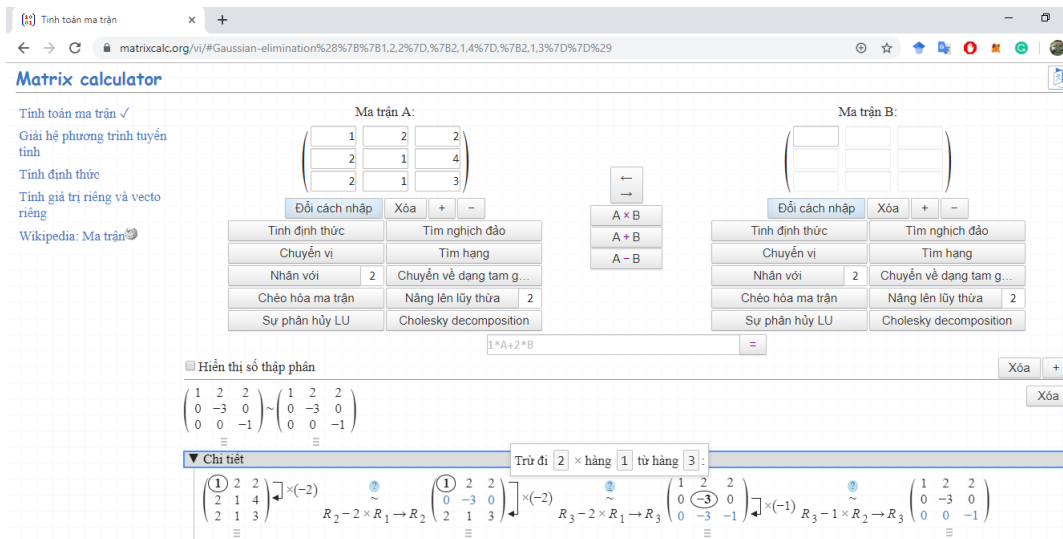 Tính toán ma trận
matrixcalc.org/vi/#Gaussian-elimination%28%7B%7B1,2,2%7D,%7B2,1,4%7D,%7B2,1,3%7D%7D%29
Matrix calculator
Tính toán ma trận ✓
Giải hệ phương trình tuyến
tính
Tính định thức
Tính giá trị riêng và vecto
riêng
Wikipedia: Ma trận
Ma trận A:
1 2 2
2 1 4
2 1 3
Đổi cách nhập Xóa + −
Tính định thức Tìm nghịch đảo
Chuyển vị Tìm hạng
Nhân với 2 Chuyển về dạng tam g...
Chéo hóa ma trận Nâng lên lũy thừa 2
Sự phân hủy LU Cholesky decomposition
←
→
A × B
A + B
A − B
Ma trận B:
Đổi cách nhập Xóa + −
Tính định thức Tìm nghịch đảo
Chuyển vị Tìm hạng
Nhân với 2 Chuyển về dạng tam g...
Chéo hóa ma trận Nâng lên lũy thừa 2
Sự phân hủy LU Cholesky decomposition
1*A+2*B =
Hiển thị số thập phân
Xóa +
Xóa
1 2 2 1 2 2
0 −3 0 ~ 0 −3 0
0 0 −1 0 0 −1
▼ Chi tiết
Trừ đi 2 × hàng 1 từ hàng 3 :
1 2 2 ×(−2) ? 1 2 2 ? 1 2 2 ? 1 2 2
2 1 4 ~ 0 −3 0 ×(−2) ~ 0 −3 0 ×(−1) ~ 0 −3 0
2 1 3 R2−2×R1→R2 2 1 3 R3−2×R1→R3 0 −3 −1 R3−1×R2→R3 0 0 −1